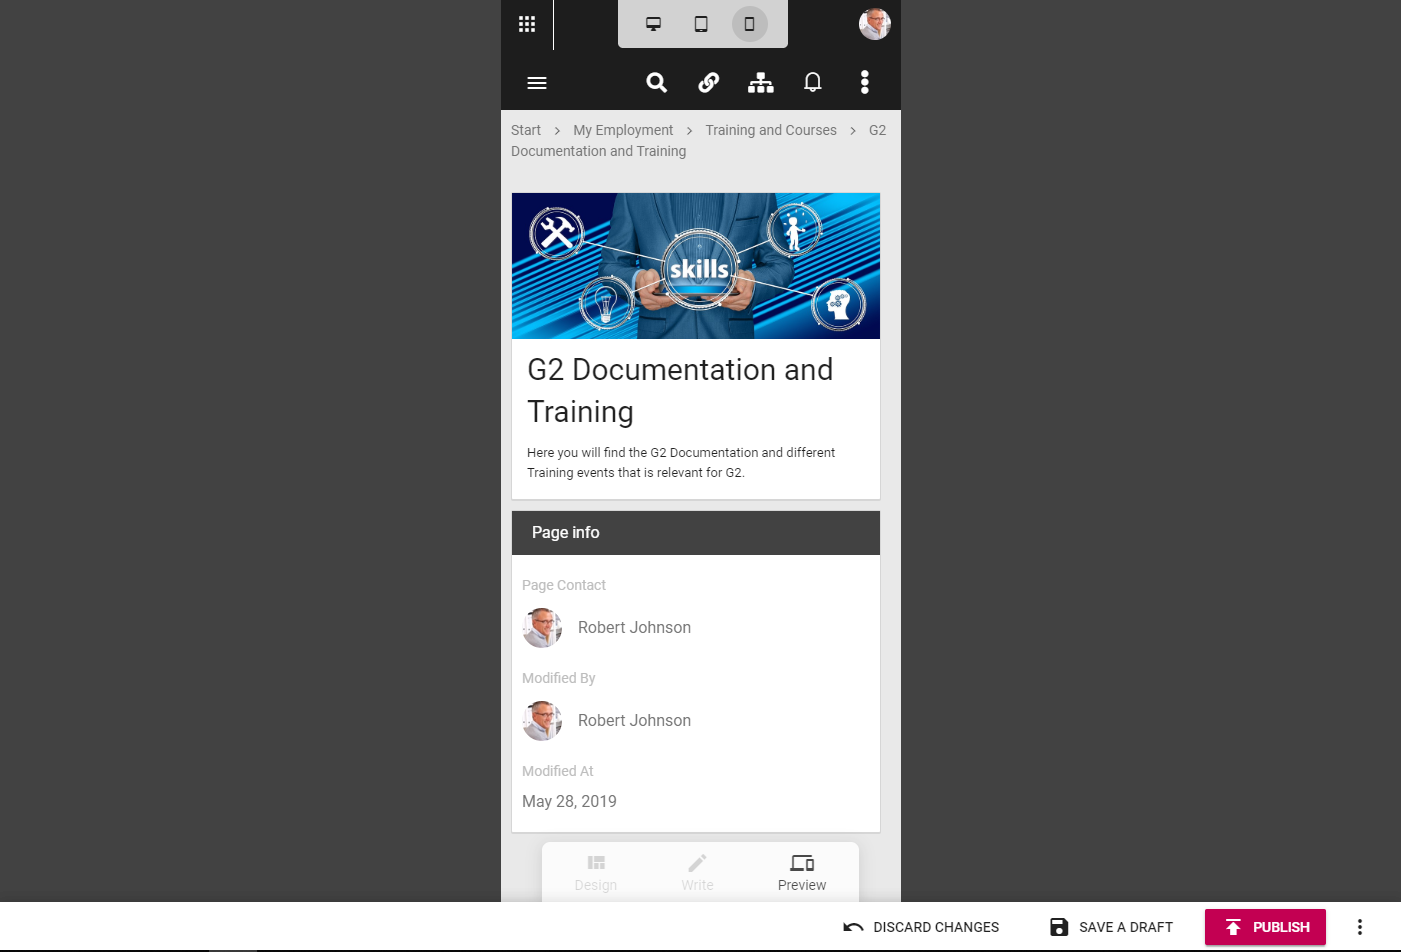 Start > My Employment > Training and Courses > G2
Documentation and Training
skills
G2 Documentation and
Training
Here you will find the G2 Documentation and different
Training events that is relevant for G2.
Page info
Page Contact
Robert Johnson
Modified By
Robert Johnson
Modified At
May 28, 2019
Design Write Preview
DISCARD CHANGES SAVE A DRAFT PUBLISH